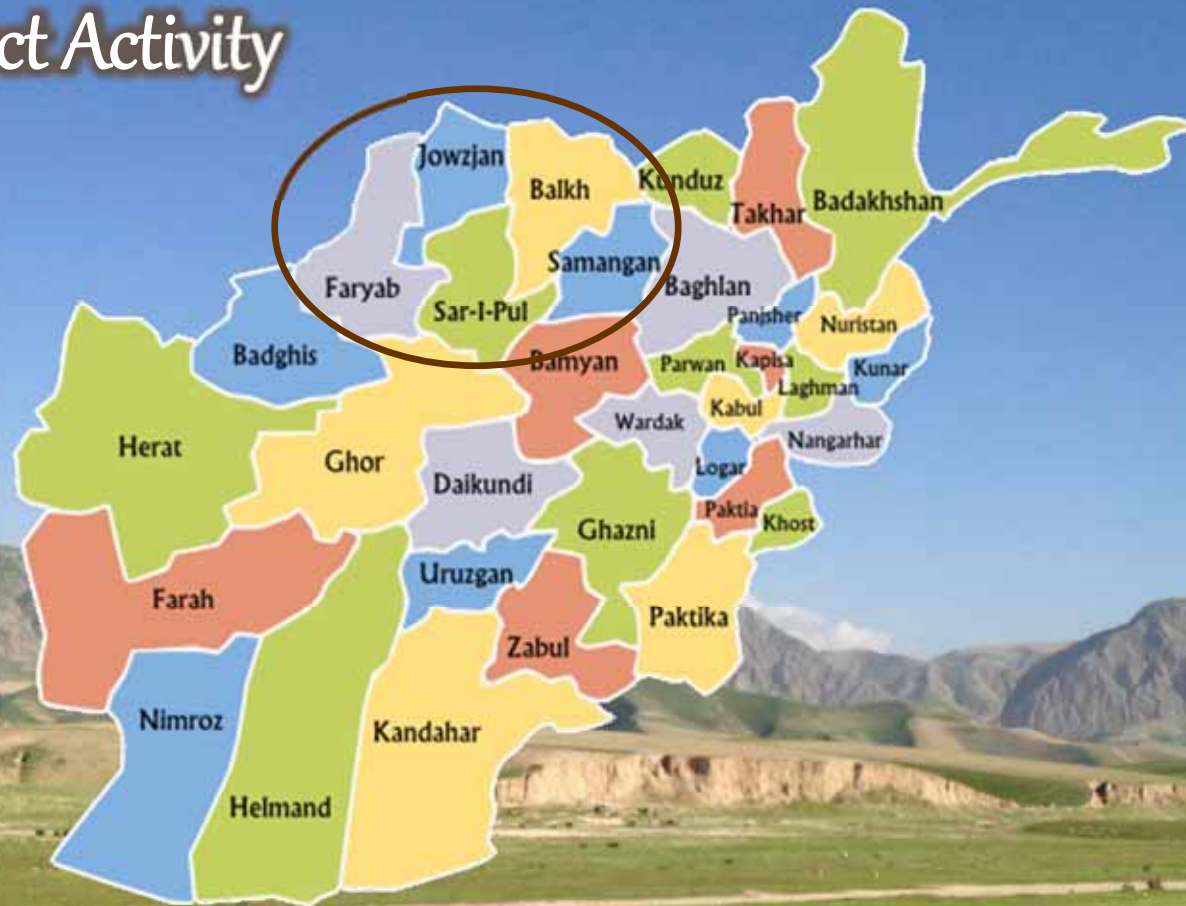 ct Activity
Jowzjan
Balkh
Kunduz
Takhar
Badakhshan
Faryab
Samangan
Baghlan
Sar-I-Pul
Panjsher
Nuristan
Badghis
Bamyan
Parwan
Kapisa
Kunar
Laghman
Kabul
Wardak
Nangarhar
Herat
Ghor
Daikundi
Logar
Paktia
Khost
Ghazni
Uruzgan
Farah
Paktika
Zabul
Nimroz
Kandahar
Helmand